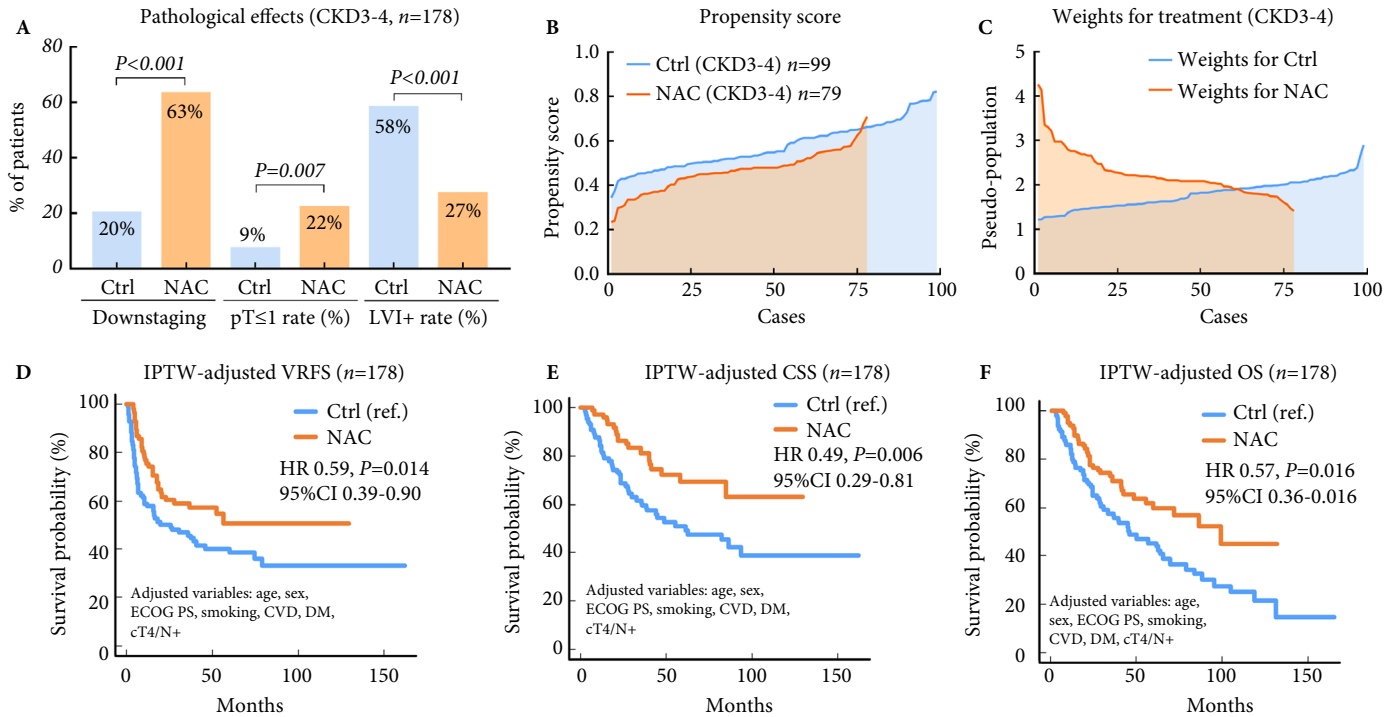 A
Pathological effects (CKD3-4, n=178)
% of patients
80
60
40
20
0
P<0.001
P=0.007
P<0.001
20%
63%
9%
22%
58%
27%
Ctrl NAC Ctrl NAC Ctrl NAC
Downstaging pT≤1 rate (%) LVI+ rate (%)
B
Propensity score
Propensity score
1.0
0.8
0.6
0.4
0.2
0.0
Ctrl (CKD3-4) n=99
NAC (CKD3-4) n=79
0 25 50 75 100
Cases
C
Weights for treatment (CKD3-4)
Pseudo-population
5
4
3
2
1
0
Weights for Ctrl
Weights for NAC
0 25 50 75 100
Cases
D
IPTW-adjusted VRFS (n=178)
Survival probability (%)
100
80
60
40
20
0
Ctrl (ref.)
NAC
HR 0.59, P=0.014
95%CI 0.39-0.90
Adjusted variables: age, sex,
ECOG PS, smoking, CVD, DM,
cT4/N+
0 50 100 150
Months
E
IPTW-adjusted CSS (n=178)
Survival probability (%)
100
80
60
40
20
0
Ctrl (ref.)
NAC
HR 0.49, P=0.006
95%CI 0.29-0.81
Adjusted variables: age, sex,
ECOG PS, smoking, CVD, DM,
cT4/N+
0 50 100 150
Months
F
IPTW-adjusted OS (n=178)
Survival probability (%)
100
80
60
40
20
0
Ctrl (ref.)
NAC
HR 0.57, P=0.016
95%CI 0.36-0.016
Adjusted variables: age,
sex, ECOG PS, smoking,
CVD, DM, cT4/N+
0 50 100 150
Months